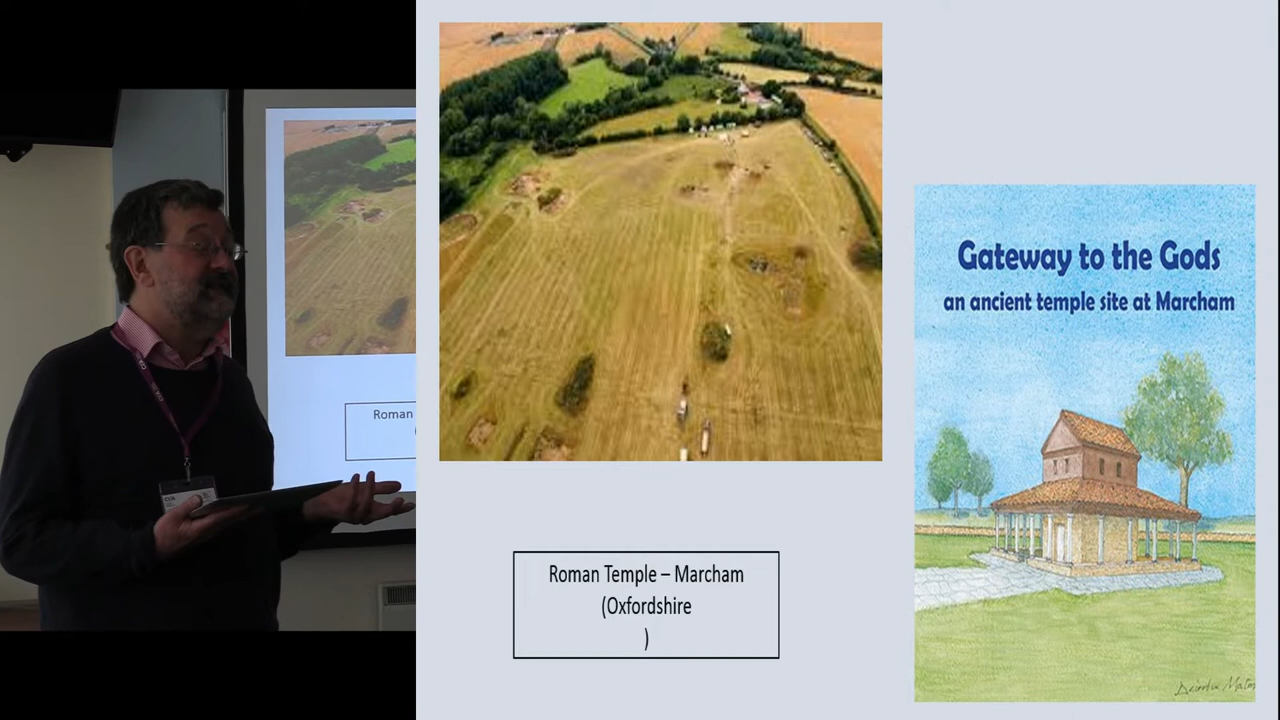 Roman
Roman Temple – Marcham
(Oxfordshire
)
Gateway to the Gods
an ancient temple site at Marcham